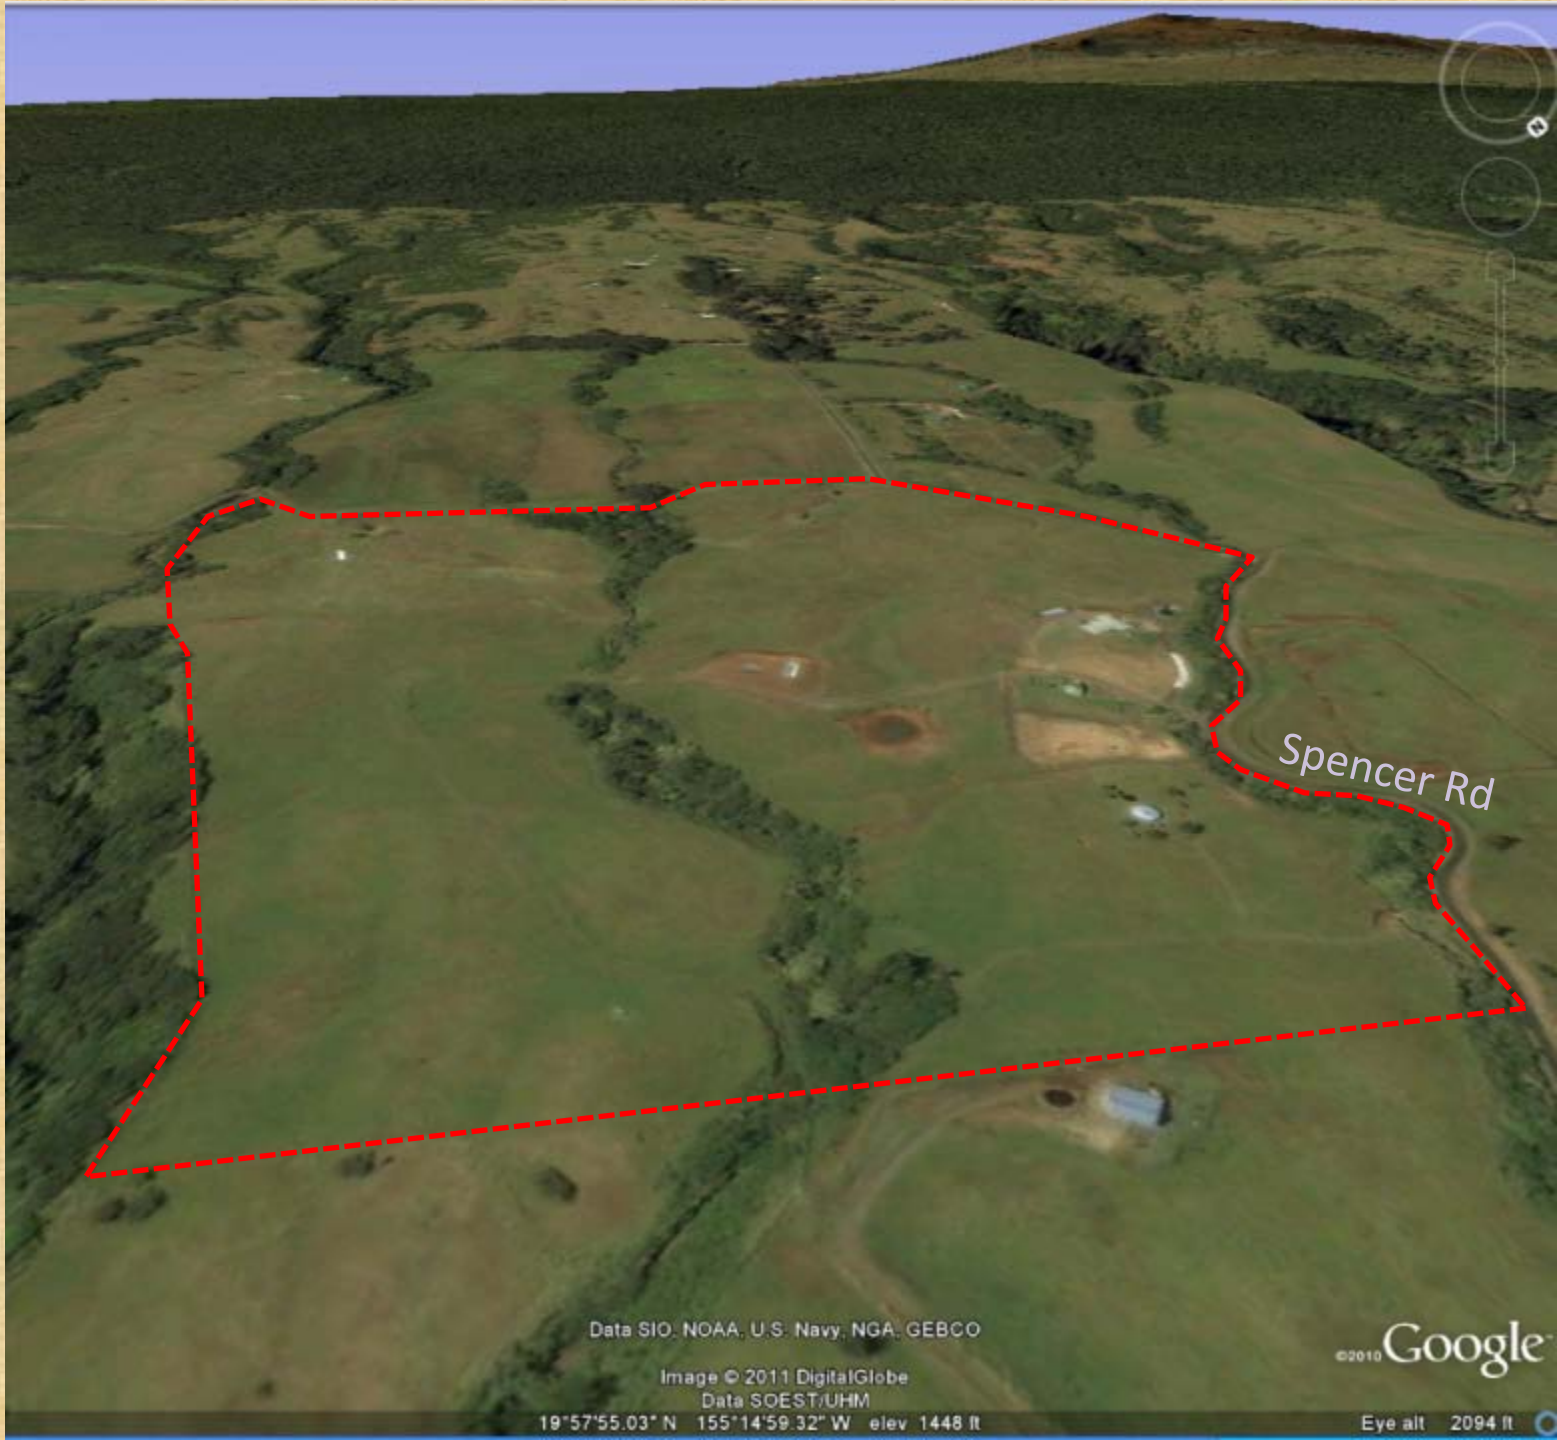 Spencer Rd
Data SIO, NOAA, U.S. Navy, NGA, GEBCO
©2010 Google
Image © 2011 DigitalGlobe
Data SOEST/UHM
19°57'55.03" N 155°14'59.32" W elev 1448 ft
Eye alt 2094 ft